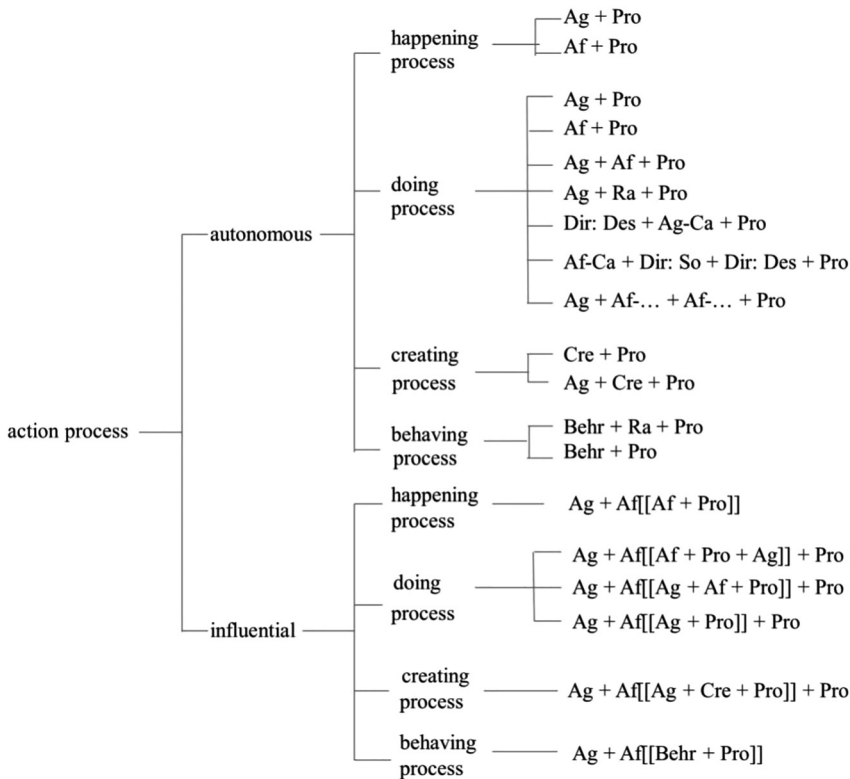 action process
autonomous
happening
process
Ag + Pro
Af + Pro
doing
process
Ag + Pro
Af + Pro
Ag + Af + Pro
Ag + Ra + Pro
Dir: Des + Ag-Ca + Pro
Af-Ca + Dir: So + Dir: Des + Pro
Ag + Af-… + Af-… + Pro
creating
process
Cre + Pro
Ag + Cre + Pro
behaving
process
Behr + Ra + Pro
Behr + Pro
influential
happening
process
Ag + Af[[Af + Pro]]
doing
process
Ag + Af[[Af + Pro + Ag]] + Pro
Ag + Af[[Ag + Af + Pro]] + Pro
Ag + Af[[Ag + Pro]] + Pro
creating
process
Ag + Af[[Ag + Cre + Pro]] + Pro
behaving
process
Ag + Af[[Behr + Pro]]